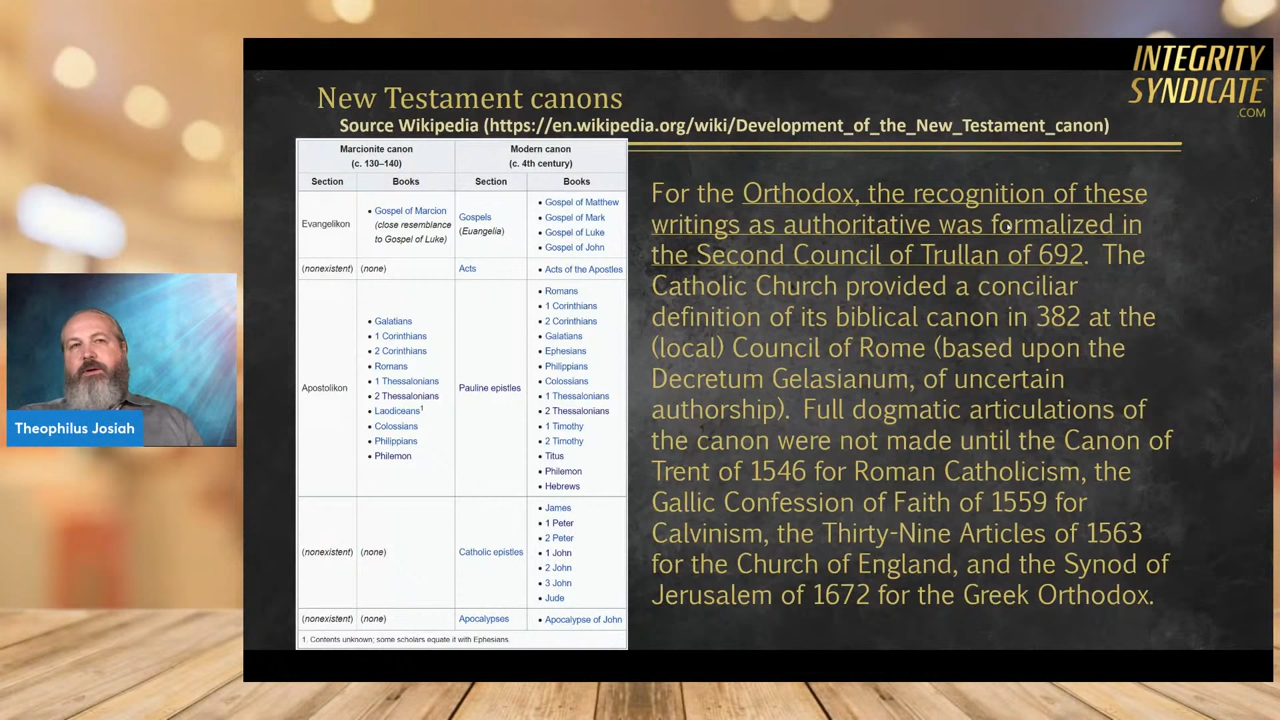 INTEGRITY
SYNDICATE
.COM
New Testament canons
Source Wikipedia (https://en.wikipedia.org/wiki/Development_of_the_New_Testament_canon)
Marcionite canon
(c. 130–140)
Modern canon
(c. 4th century)
Section
Books
Section
Books
Evangelikon
• Gospel of Marcion
(close resemblance
to Gospel of Luke)
Gospels
(Euangelia)
• Gospel of Matthew
• Gospel of Mark
• Gospel of Luke
• Gospel of John
(nonexistent)
(none)
Acts
• Acts of the Apostles
Apostolikon
• Galatians
• 1 Corinthians
• 2 Corinthians
• Romans
• 1 Thessalonians
• 2 Thessalonians
• Laodiceans1
• Colossians
• Philippians
• Philemon
Pauline epistles
• Romans
• 1 Corinthians
• 2 Corinthians
• Galatians
• Ephesians
• Philippians
• Colossians
• 1 Thessalonians
• 2 Thessalonians
• 1 Timothy
• 2 Timothy
• Titus
• Philemon
• Hebrews
(nonexistent)
(none)
Catholic epistles
• James
• 1 Peter
• 2 Peter
• 1 John
• 2 John
• 3 John
• Jude
(nonexistent)
(none)
Apocalypses
• Apocalypse of John
1. Contents unknown; some scholars equate it with Ephesians.
For the Orthodox, the recognition of these
writings as authoritative was formalized in
the Second Council of Trullan of 692. The
Catholic Church provided a conciliar
definition of its biblical canon in 382 at the
(local) Council of Rome (based upon the
Decretum Gelasianum, of uncertain
authorship). Full dogmatic articulations of
the canon were not made until the Canon of
Trent of 1546 for Roman Catholicism, the
Gallic Confession of Faith of 1559 for
Calvinism, the Thirty-Nine Articles of 1563
for the Church of England, and the Synod of
Jerusalem of 1672 for the Greek Orthodox.
Theophilus Josiah